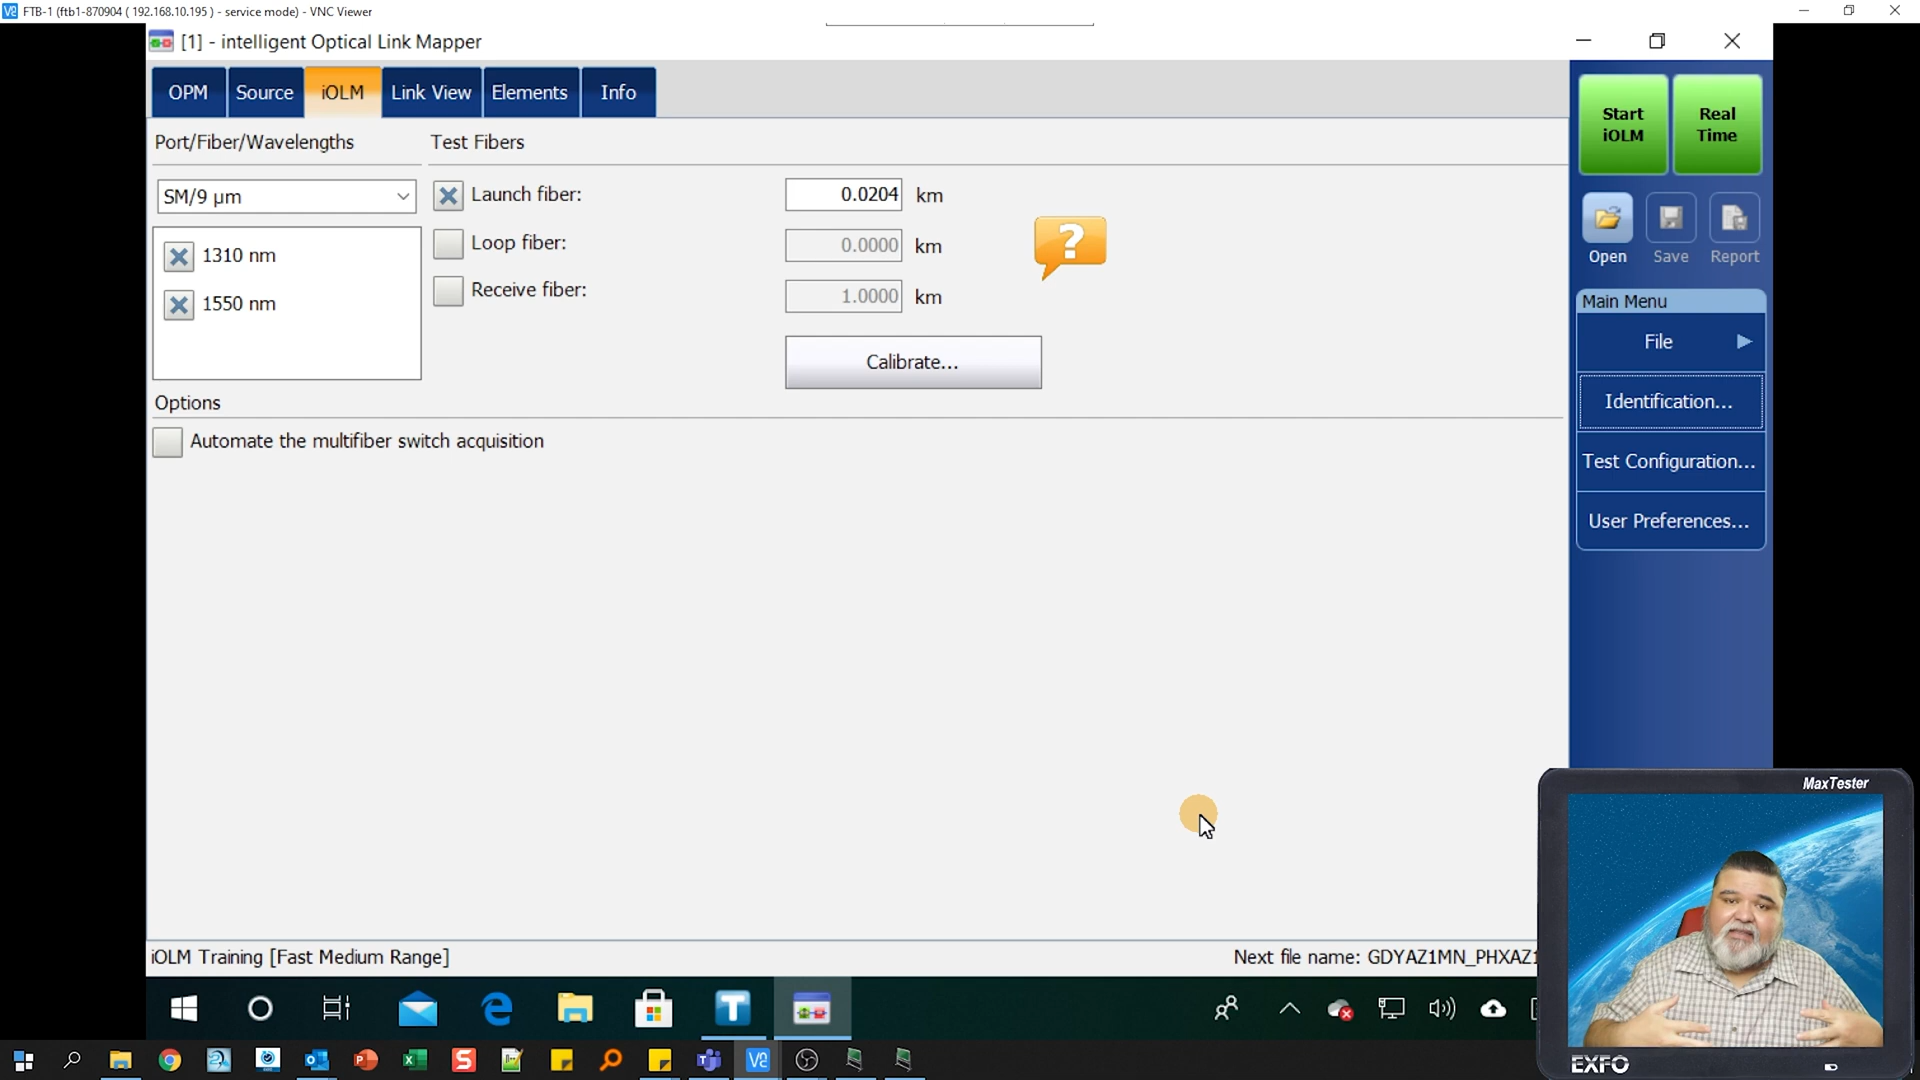 FTB-1 (ftb1-870904 ( 192.168.10.195 ) - service mode) - VNC Viewer
[1] - intelligent Optical Link Mapper
OPM Source iOLM Link View Elements Info
Start iOLM
Real Time
Port/Fiber/Wavelengths
Test Fibers
SM/9 µm
1310 nm
1550 nm
Launch fiber: 0.0204 km
Loop fiber: 0.0000 km
Receive fiber: 1.0000 km
?
Calibrate...
Open Save Report
Main Menu
File
Identification...
Test Configuration...
User Preferences...
Options
Automate the multifiber switch acquisition
iOLM Training [Fast Medium Range]
Next file name: GDYAZ1MN_PHXAZ1
MaxTester
EXFO